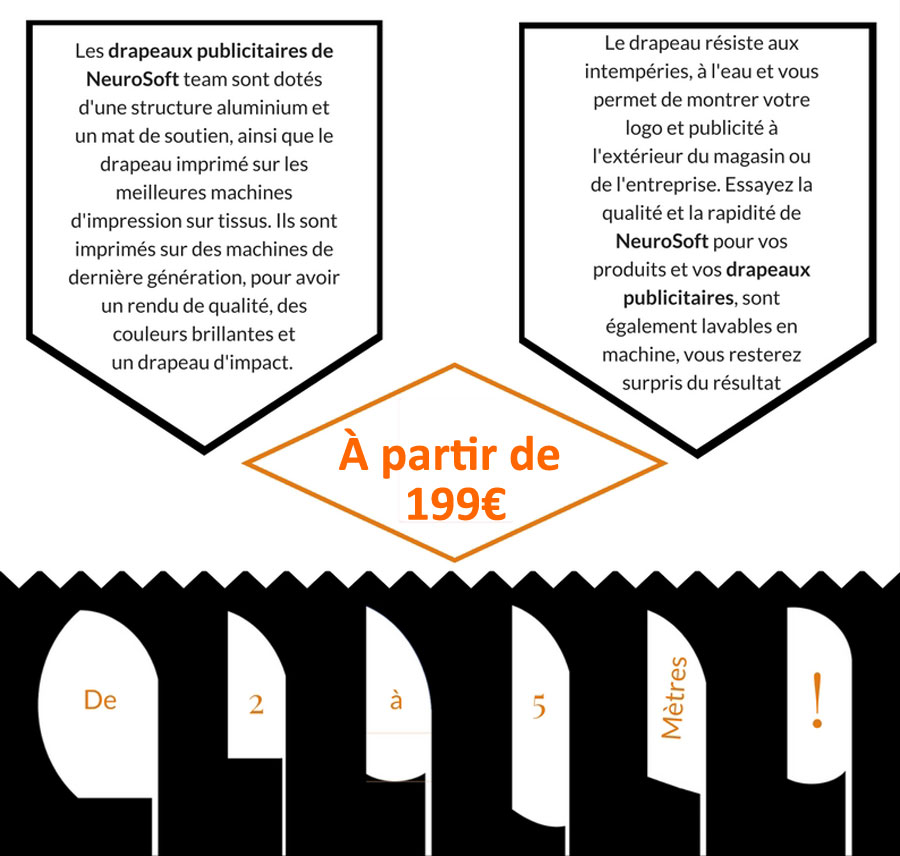 Les drapeaux publicitaires de
NeuroSoft team sont dotés
d'une structure aluminium et
un mat de soutien, ainsi que le
drapeau imprimé sur les
meilleures machines
d'impression sur tissus. Ils sont
imprimés sur des machines de
dernière génération, pour avoir
un rendu de qualité, des
couleurs brillantes et
un drapeau d'impact.
Le drapeau résiste aux
intempéries, à l'eau et vous
permet de montrer votre
logo et publicité à
l'extérieur du magasin ou
de l'entreprise. Essayez la
qualité et la rapidité de
NeuroSoft pour vos
produits et vos drapeaux
publicitaires, sont
également lavables en
machine, vous resterez
surpris du résultat
À partir de
199€
De 2 à 5 Mètres !